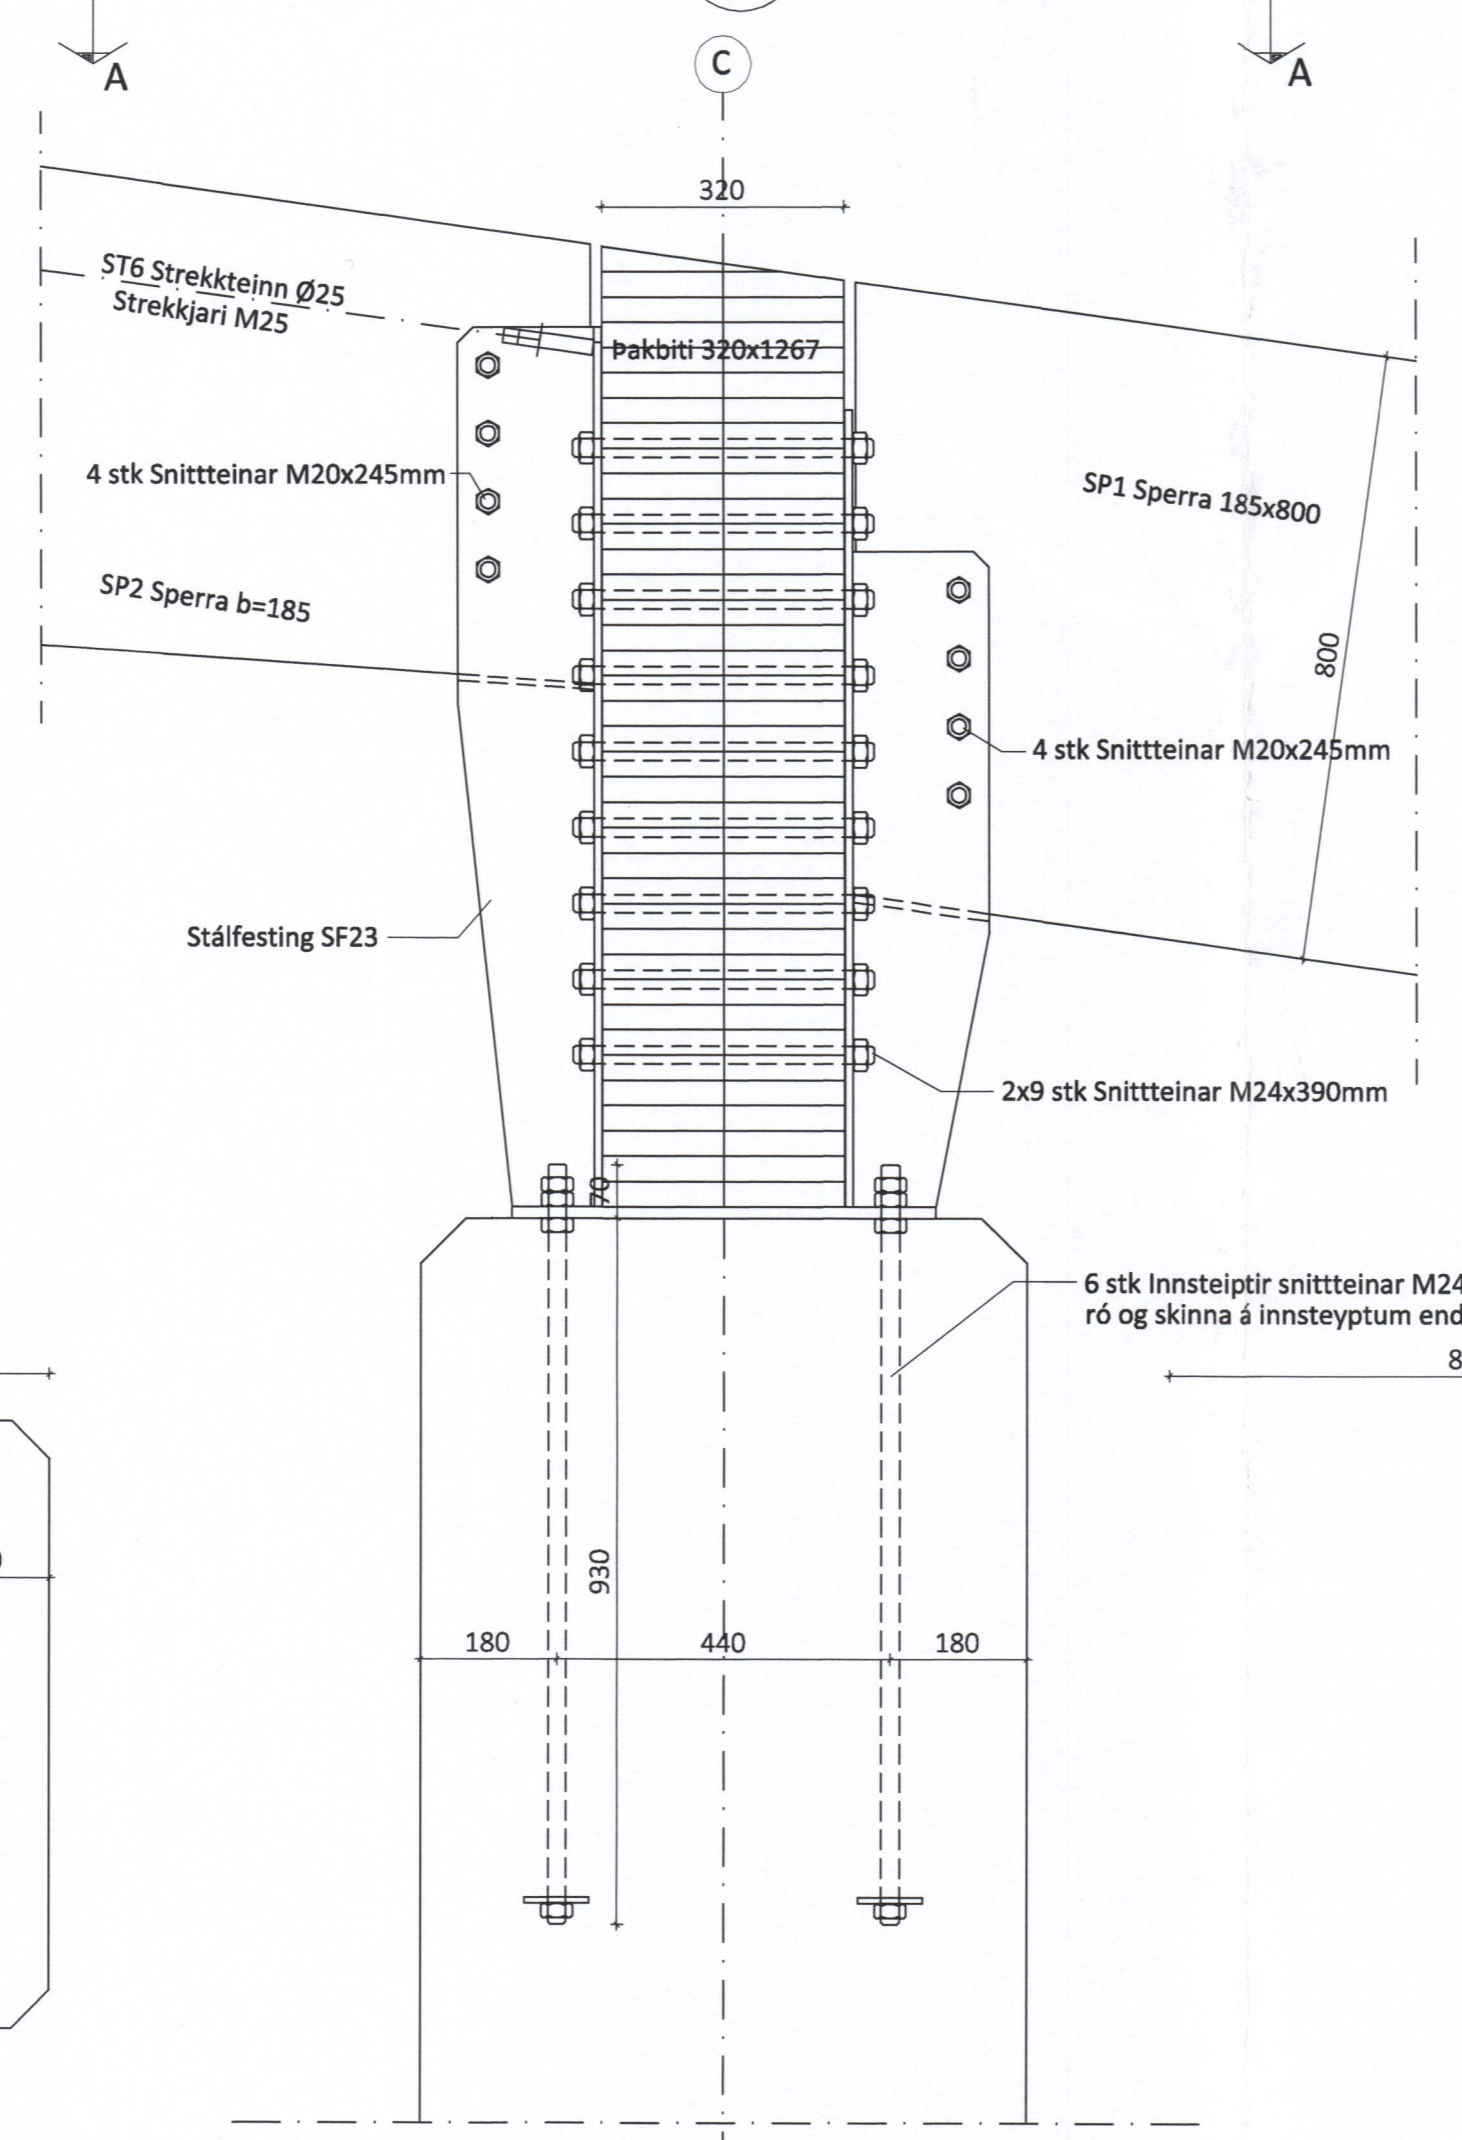 A
C
A
320
ST6 Strekkteinn Ø25
Strekkjari M25
Þakbiti 320x1267
4 stk Snittteinar M20x245mm
SP1 Sperra 185x800
SP2 Sperra b=185
800
4 stk Snittteinar M20x245mm
Stálfesting SF23
2x9 stk Snittteinar M24x390mm
70
6 stk Innsteiptir snittteinar M24
ró og skinna á innsteyptum end
8
930
180
440
180